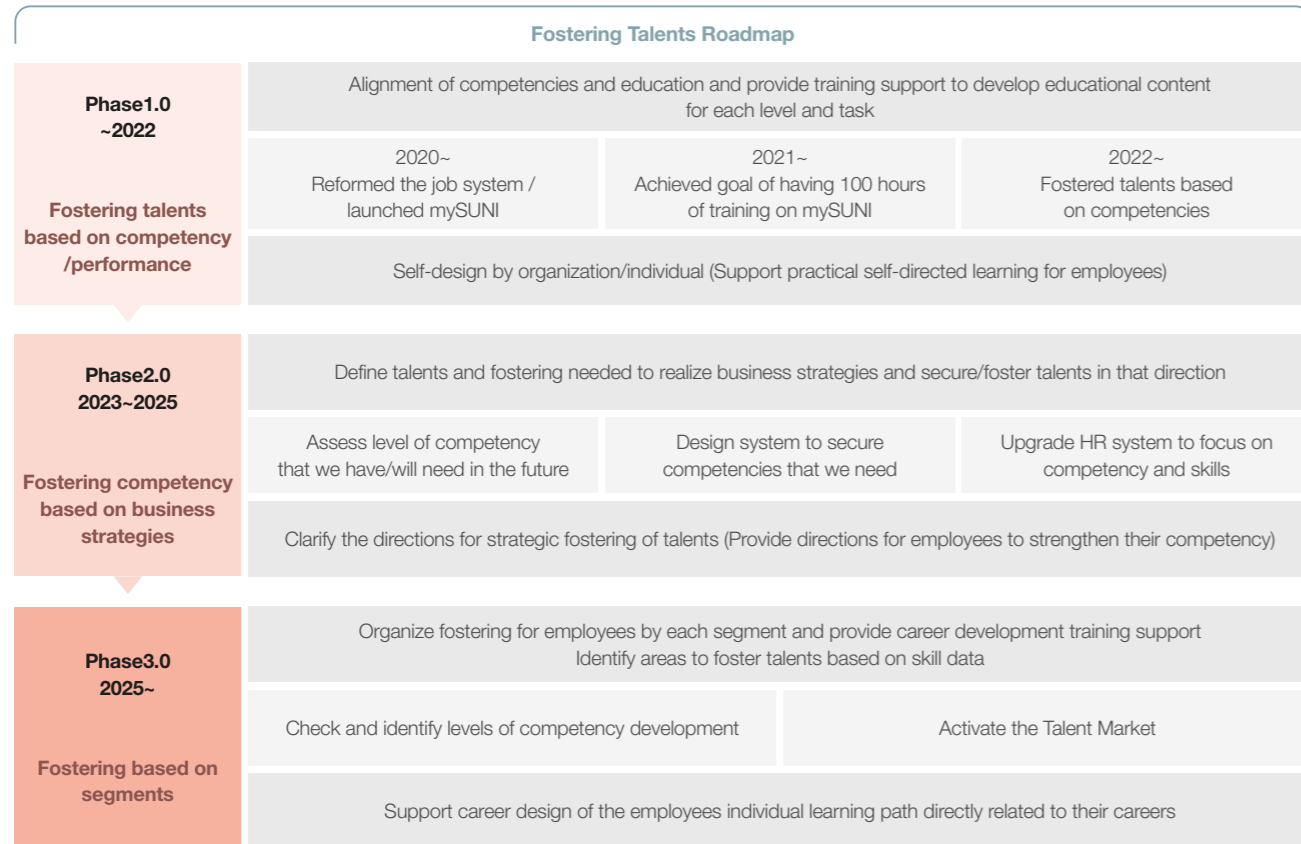 Fostering Talents Roadmap
Phase1.0
~2022
Fostering talents
based on competency
/performance
Alignment of competencies and education and provide training support to develop educational content
for each level and task
2020~
Reformed the job system /
launched mySUNI
2021~
Achieved goal of having 100 hours
of training on mySUNI
2022~
Fostered talents based
on competencies
Self-design by organization/individual (Support practical self-directed learning for employees)
Phase2.0
2023~2025
Fostering competency
based on business
strategies
Define talents and fostering needed to realize business strategies and secure/foster talents in that direction
Assess level of competency
that we have/will need in the future
Design system to secure
competencies that we need
Upgrade HR system to focus on
competency and skills
Clarify the directions for strategic fostering of talents (Provide directions for employees to strengthen their competency)
Phase3.0
2025~
Fostering based on
segments
Organize fostering for employees by each segment and provide career development training support
Identify areas to foster talents based on skill data
Check and identify levels of competency development
Activate the Talent Market
Support career design of the employees individual learning path directly related to their careers